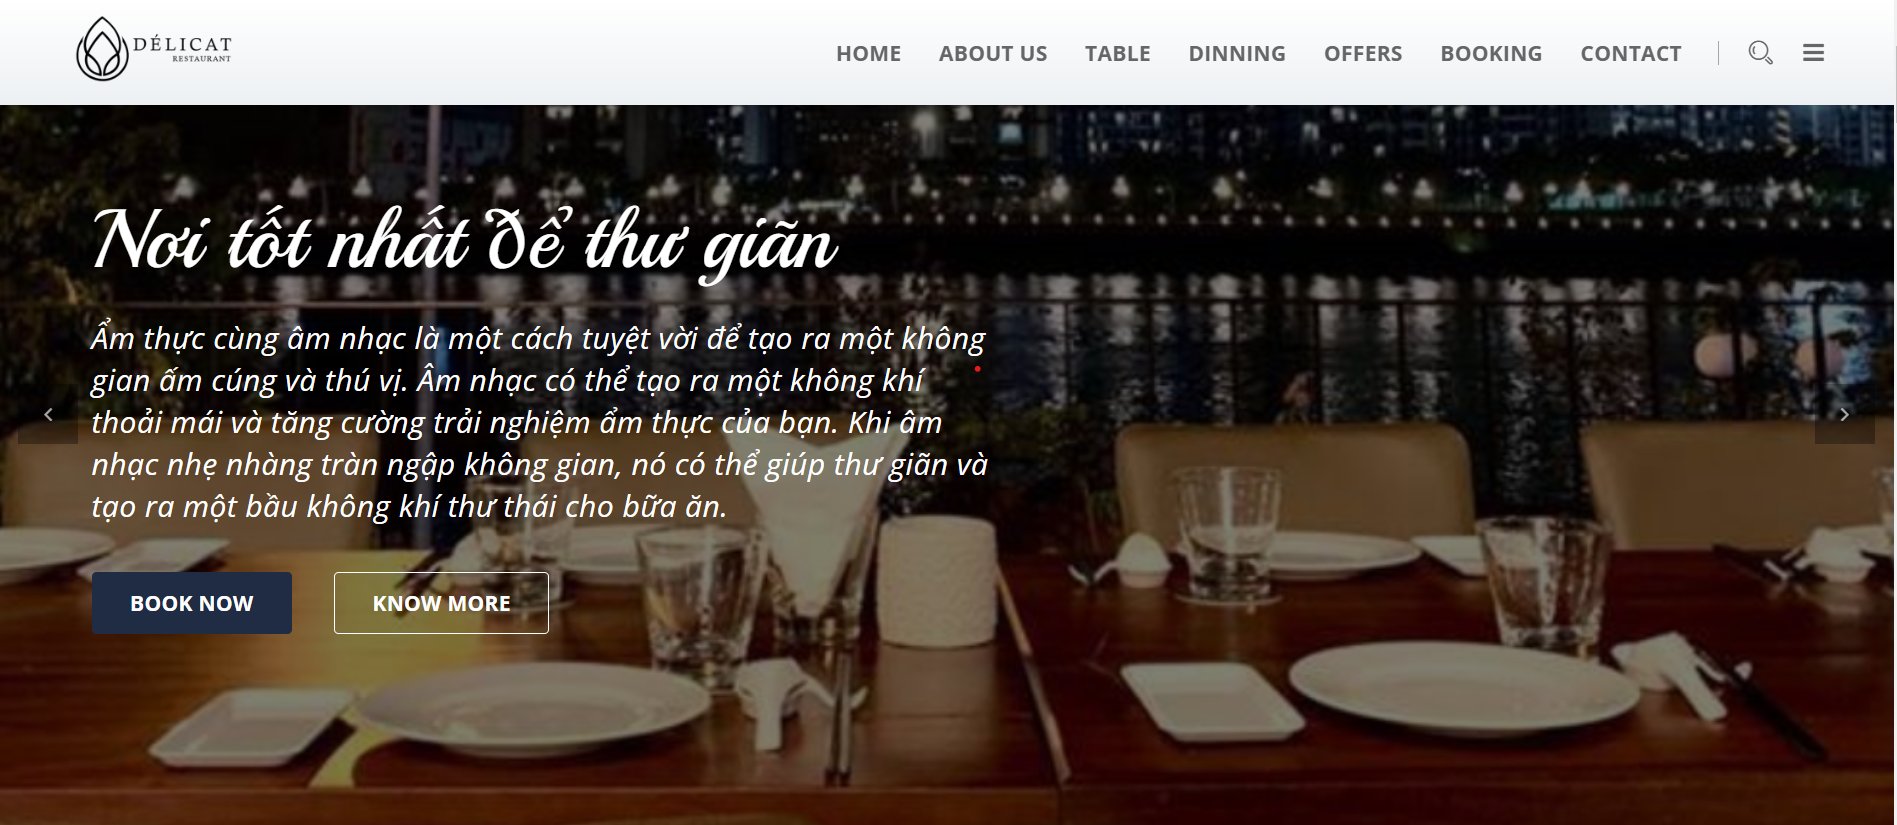 DÉLICAT
RESTAURANT
HOME ABOUT US TABLE DINNING OFFERS BOOKING CONTACT
Nơi tốt nhất để thư giãn
Ẩm thực cùng âm nhạc là một cách tuyệt vời để tạo ra một không
gian ấm cúng và thú vị. Âm nhạc có thể tạo ra một không khí
thoải mái và tăng cường trải nghiệm ẩm thực của bạn. Khi âm
nhạc nhẹ nhàng tràn ngập không gian, nó có thể giúp thư giãn và
tạo ra một bầu không khí thư thái cho bữa ăn.
BOOK NOW KNOW MORE